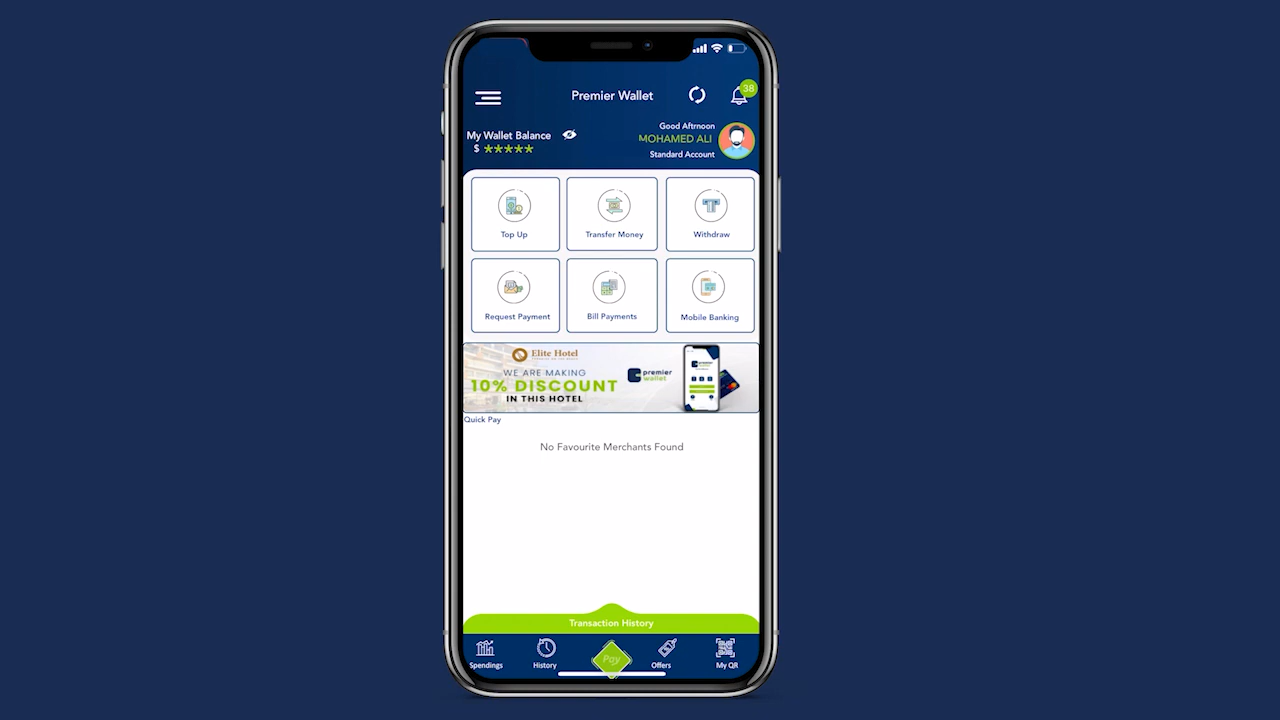 Premier Wallet
38
My Wallet Balance
$ *****
Good Aftrnoon
MOHAMED ALI
Standard Account
Top Up
Transfer Money
Withdraw
Request Payment
Bill Payments
Mobile Banking
Elite Hotel
WE ARE MAKING
10% DISCOUNT
IN THIS HOTEL
premier
wallet
Quick Pay
No Favourite Merchants Found
Transaction History
Spendings
History
Pay
Offers
My QR